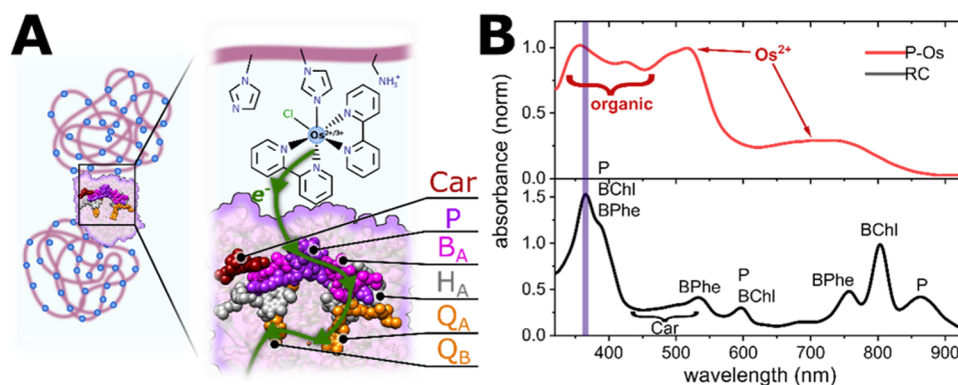 A
N
N
NH3+
N
N
Cl
N
N
Os2+/3+
N
N
e-
Car
P
BA
HA
QA
QB
B
absorbance (norm)
1.0
0.5
0.0
organic
Os2+
P-Os
RC
1.5
1.0
0.5
0.0
P
BChl
BPhe
Car
BPhe
P
BChl
BPhe
BChl
P
400 500 600 700 800 900
wavelength (nm)